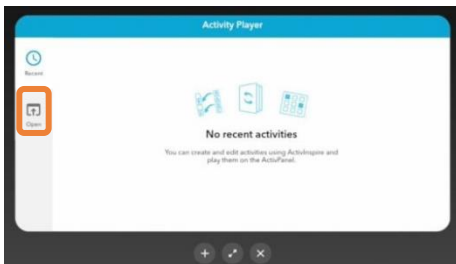 Activity Player
Recent
Open
No recent activities
You can create and edit activities using ActivInspire and
play them on the ActivPanel.